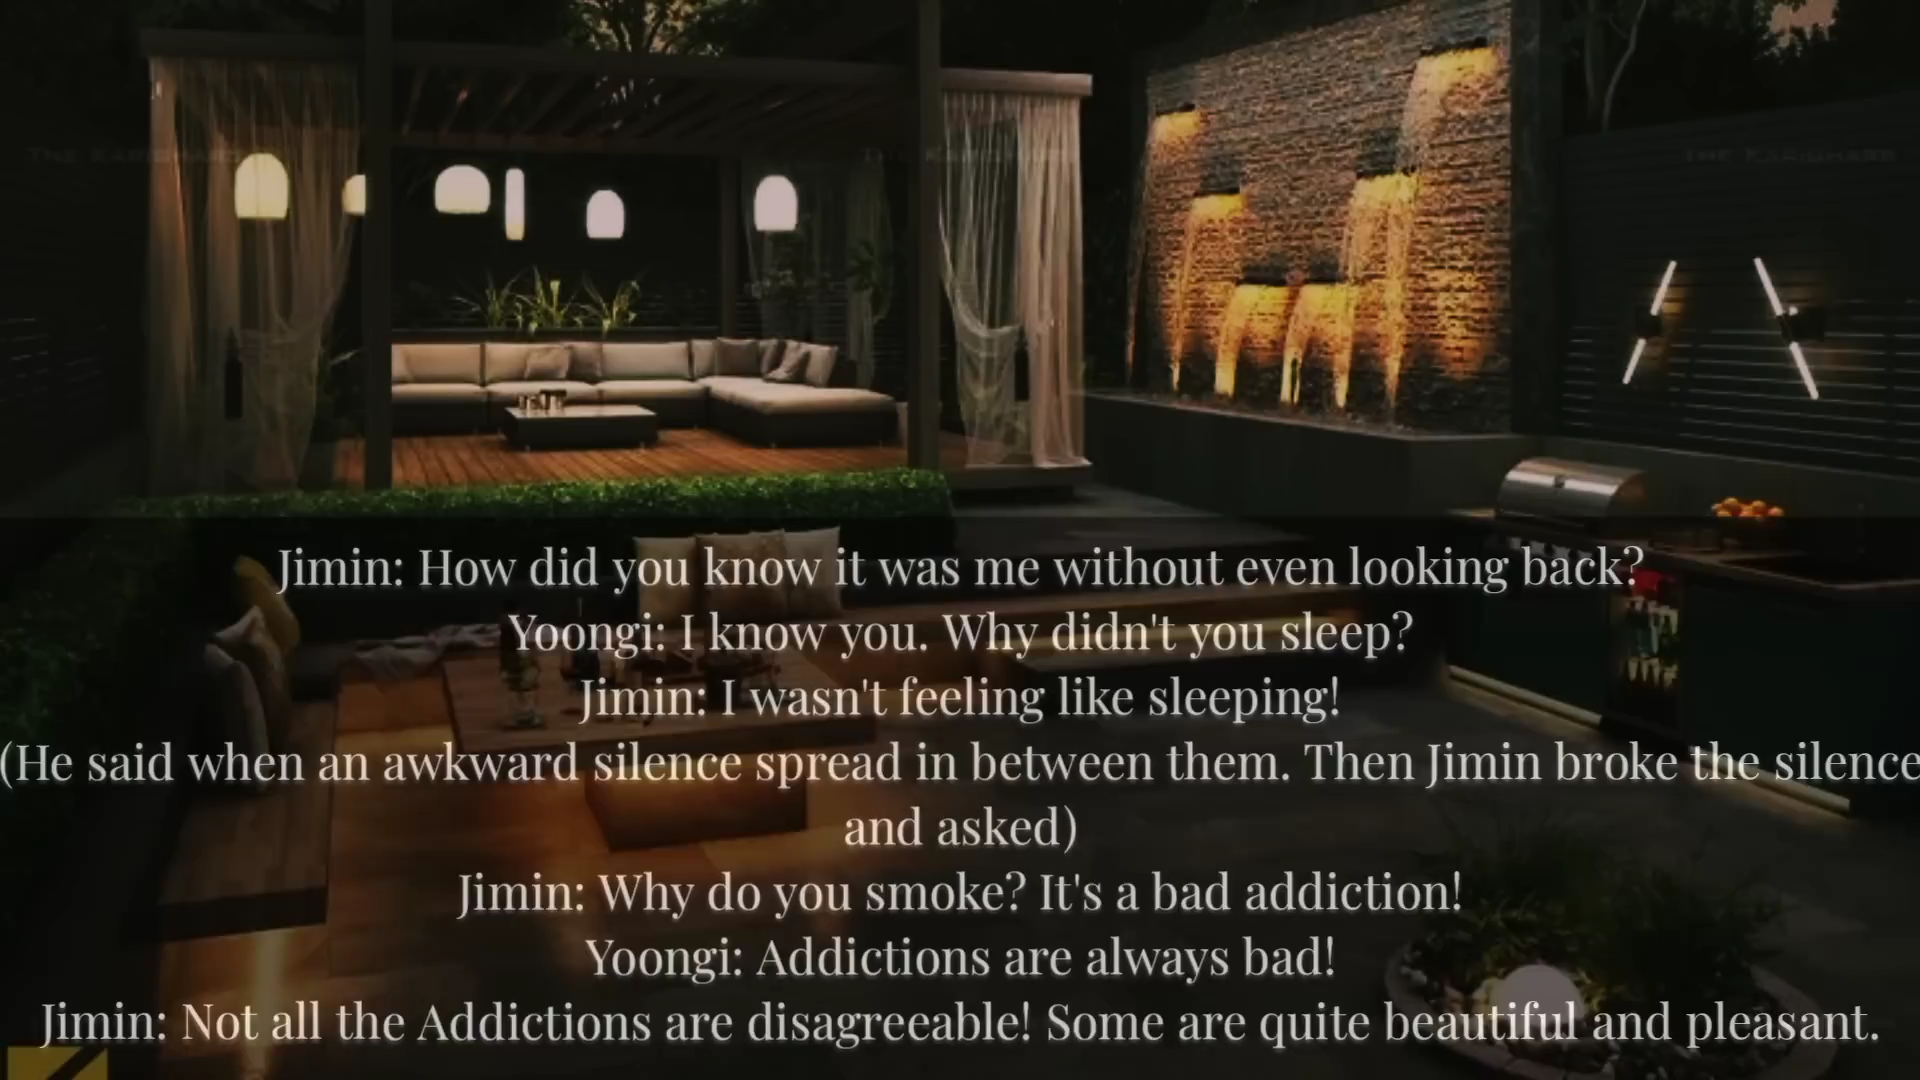 Jimin: How did you know it was me without even looking back?
Yoongi: I know you. Why didn't you sleep?
Jimin: I wasn't feeling like sleeping!
(He said when an awkward silence spread in between them. Then Jimin broke the silence
and asked)
Jimin: Why do you smoke? It's a bad addiction!
Yoongi: Addictions are always bad!
Jimin: Not all the Addictions are disagreeable! Some are quite beautiful and pleasant.